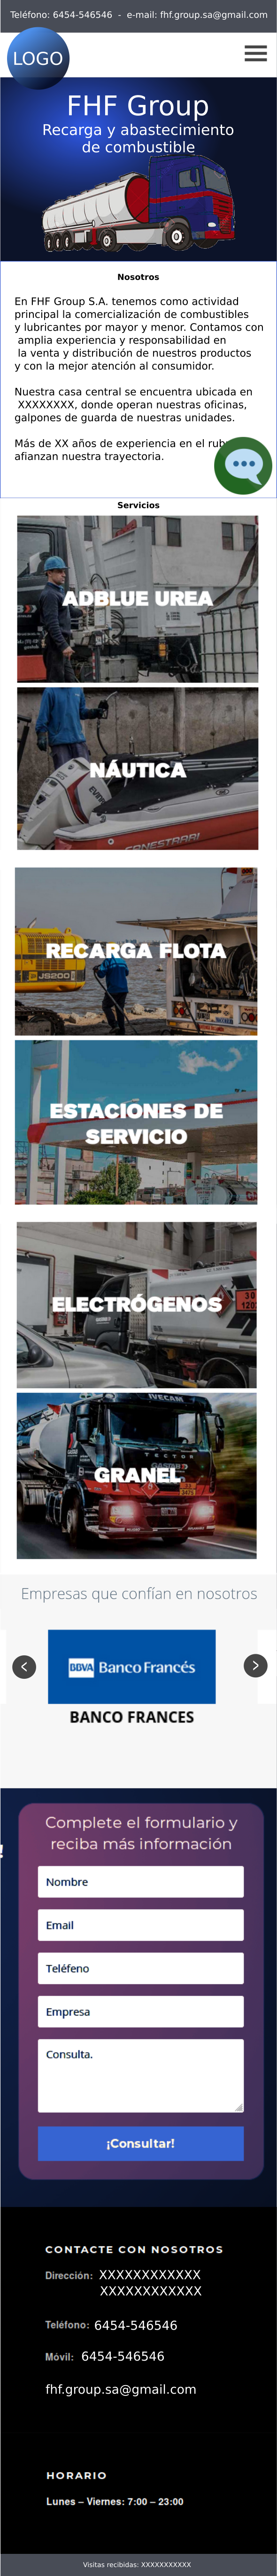 Teléfono: 6454-546546 - e-mail: fhf.group.sa@gmail.com
LOGO
FHF Group
Recarga y abastecimiento
de combustible
Nosotros
En FHF Group S.A. tenemos como actividad
principal la comercialización de combustibles
y lubricantes por mayor y menor. Contamos con
amplia experiencia y responsabilidad en
la venta y distribución de nuestros productos
y con la mejor atención al consumidor.
Nuestra casa central se encuentra ubicada en
XXXXXXXX, donde operan nuestras oficinas,
galpones de guarda de nuestras unidades.
Más de XX años de experiencia en el
afianzan nuestra trayectoria.
Servicios
ADBLUE UREA
NÁUTICA
RECARGA FLOTA
JS200
ESTACIONES DE
SERVICIO
ELECTRÓGENOS
GRANEL
Empresas que confían en nosotros
BBVA Banco Francés
BANCO FRANCES
Complete el formulario y
reciba más información
Nombre
Email
Teléfeno
Empresa
Consulta.
¡Consultar!
CONTACTE CON NOSOTROS
Dirección: XXXXXXXXXXXX
XXXXXXXXXXXX
Teléfono: 6454-546546
Móvil: 6454-546546
fhf.group.sa@gmail.com
HORARIO
Lunes – Viernes: 7:00 – 23:00
Visitas recibidas: XXXXXXXXXXX